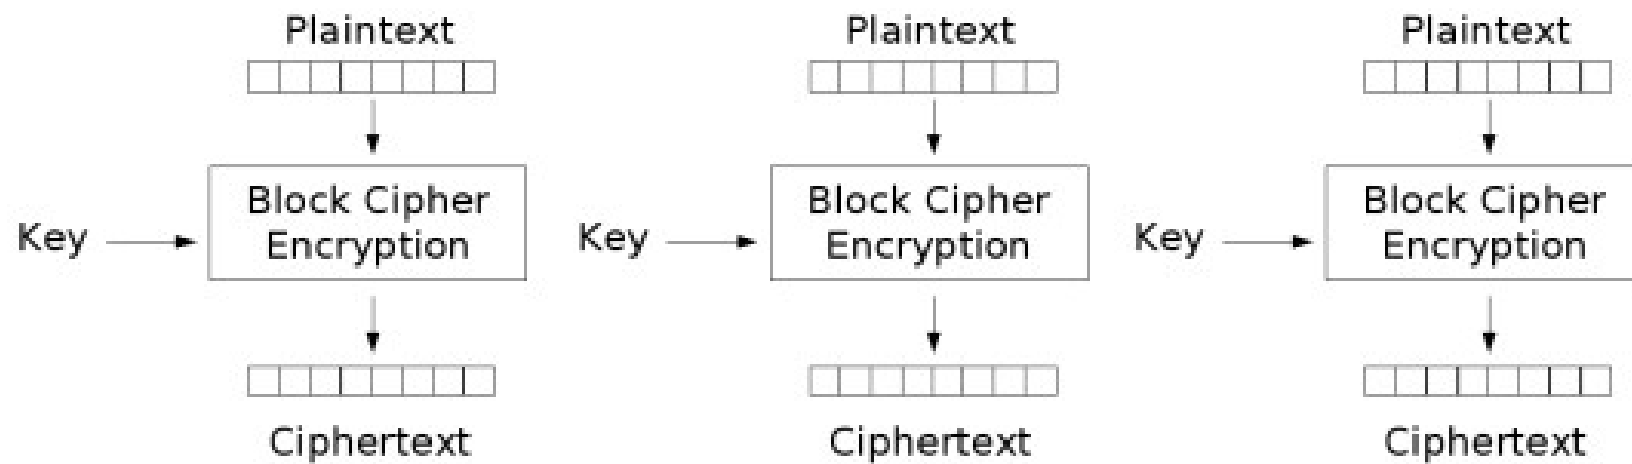 Plaintext Plaintext Plaintext
Block Cipher Block Cipher Block Cipher
Key Encryption Key Encryption Key Encryption
Ciphertext Ciphertext Ciphertext